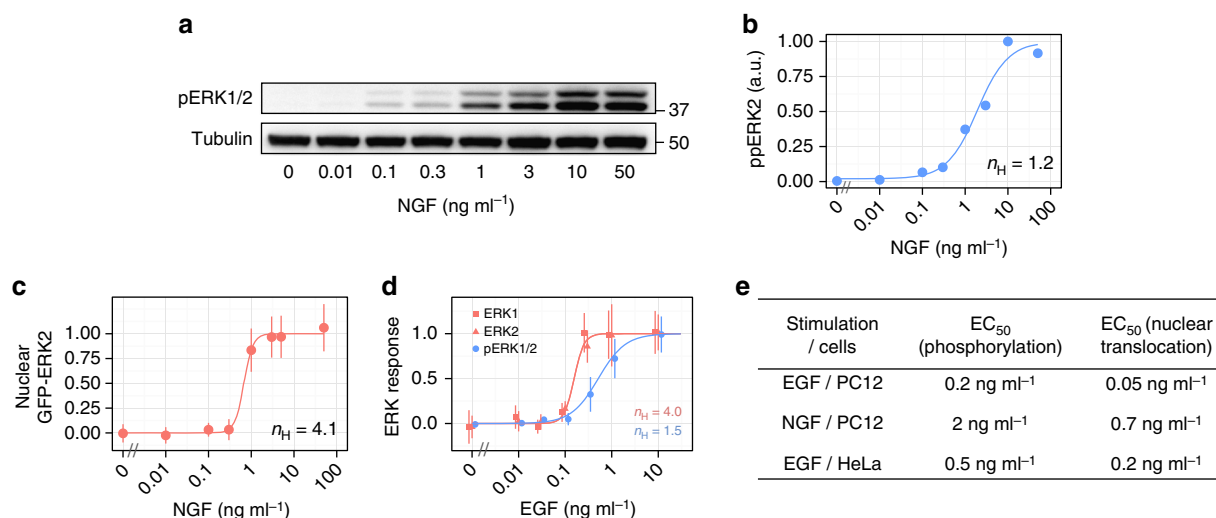 a
pERK1/2
37
Tubulin
50
0 0.01 0.1 0.3 1 3 10 50
NGF (ng ml⁻¹)
b
ppERK2 (a.u.)
1.00
0.75
0.50
0.25
0.00
n_H = 1.2
0 0.01 0.1 1 10 100
NGF (ng ml⁻¹)
c
Nuclear
GFP-ERK2
1.00
0.75
0.50
0.25
0.00
n_H = 4.1
0 0.01 0.1 1 10 100
NGF (ng ml⁻¹)
d
ERK response
1.0
0.5
0.0
ERK1
ERK2
pERK1/2
n_H = 4.0
n_H = 1.5
0 0.01 0.1 1 10
EGF (ng ml⁻¹)
e
Stimulation / cells
EC₅₀ (phosphorylation)
EC₅₀ (nuclear translocation)
EGF / PC12 0.2 ng ml⁻¹ 0.05 ng ml⁻¹
NGF / PC12 2 ng ml⁻¹ 0.7 ng ml⁻¹
EGF / HeLa 0.5 ng ml⁻¹ 0.2 ng ml⁻¹